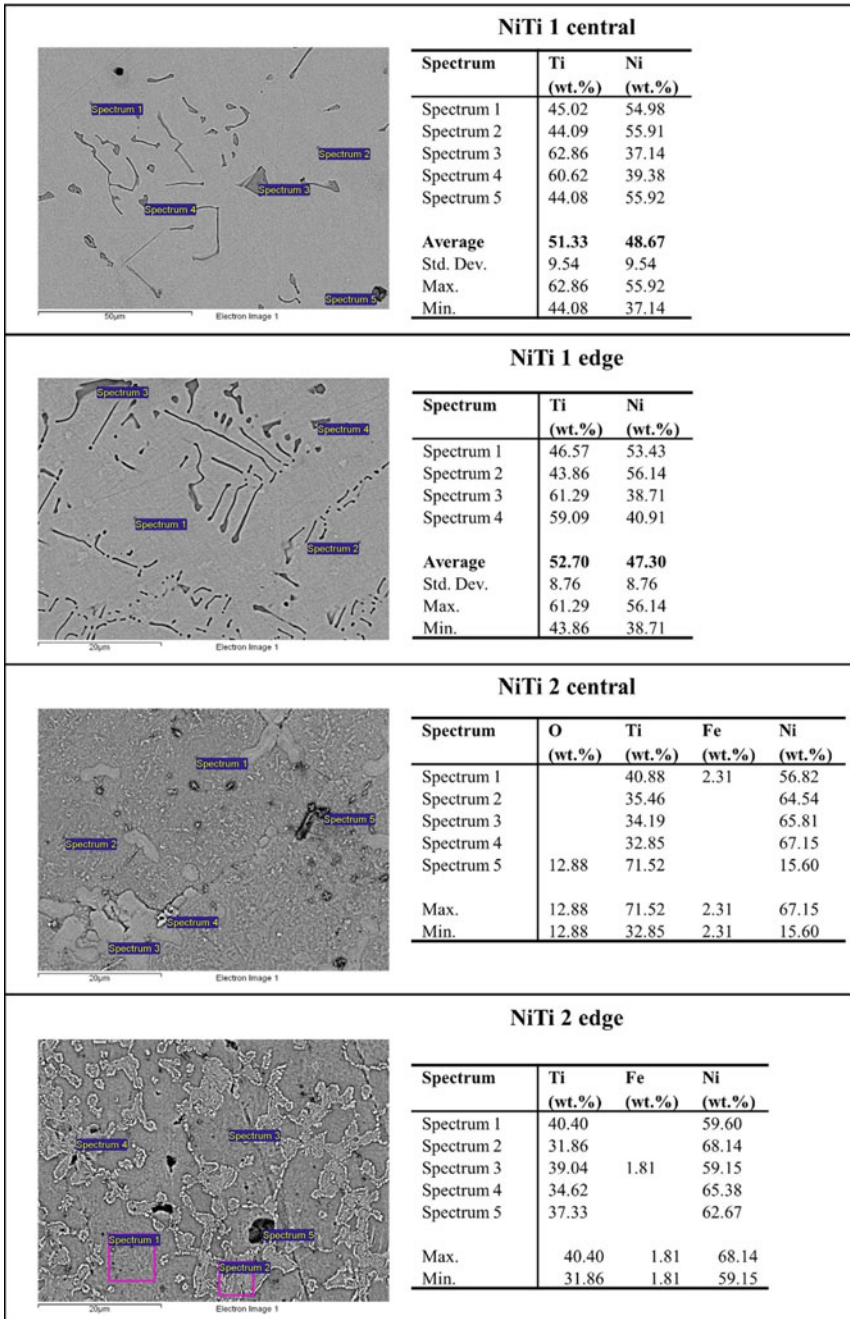 NiTi 1 central
Spectrum 1
Spectrum 2
Spectrum 3
Spectrum 4
Spectrum 5
50µm Electron Image 1
Spectrum Ti Ni
(wt.%) (wt.%)
Spectrum 1 45.02 54.98
Spectrum 2 44.09 55.91
Spectrum 3 62.86 37.14
Spectrum 4 60.62 39.38
Spectrum 5 44.08 55.92
Average 51.33 48.67
Std. Dev. 9.54 9.54
Max. 62.86 55.92
Min. 44.08 37.14
NiTi 1 edge
Spectrum 3
Spectrum 4
Spectrum 1
Spectrum 2
20µm Electron Image 1
Spectrum Ti Ni
(wt.%) (wt.%)
Spectrum 1 46.57 53.43
Spectrum 2 43.86 56.14
Spectrum 3 61.29 38.71
Spectrum 4 59.09 40.91
Average 52.70 47.30
Std. Dev. 8.76 8.76
Max. 61.29 56.14
Min. 43.86 38.71
NiTi 2 central
Spectrum 1
Spectrum 5
Spectrum 2
Spectrum 4
Spectrum 3
20µm Electron Image 1
Spectrum O Ti Fe Ni
(wt.%) (wt.%) (wt.%) (wt.%)
Spectrum 1 40.88 2.31 56.82
Spectrum 2 35.46 64.54
Spectrum 3 34.19 65.81
Spectrum 4 32.85 67.15
Spectrum 5 12.88 71.52 15.60
Max. 12.88 71.52 2.31 67.15
Min. 12.88 32.85 2.31 15.60
NiTi 2 edge
Spectrum 3
Spectrum 4
Spectrum 5
Spectrum 1
Spectrum 2
20µm Electron Image 1
Spectrum Ti Fe Ni
(wt.%) (wt.%) (wt.%)
Spectrum 1 40.40 59.60
Spectrum 2 31.86 68.14
Spectrum 3 39.04 1.81 59.15
Spectrum 4 34.62 65.38
Spectrum 5 37.33 62.67
Max. 40.40 1.81 68.14
Min. 31.86 1.81 59.15